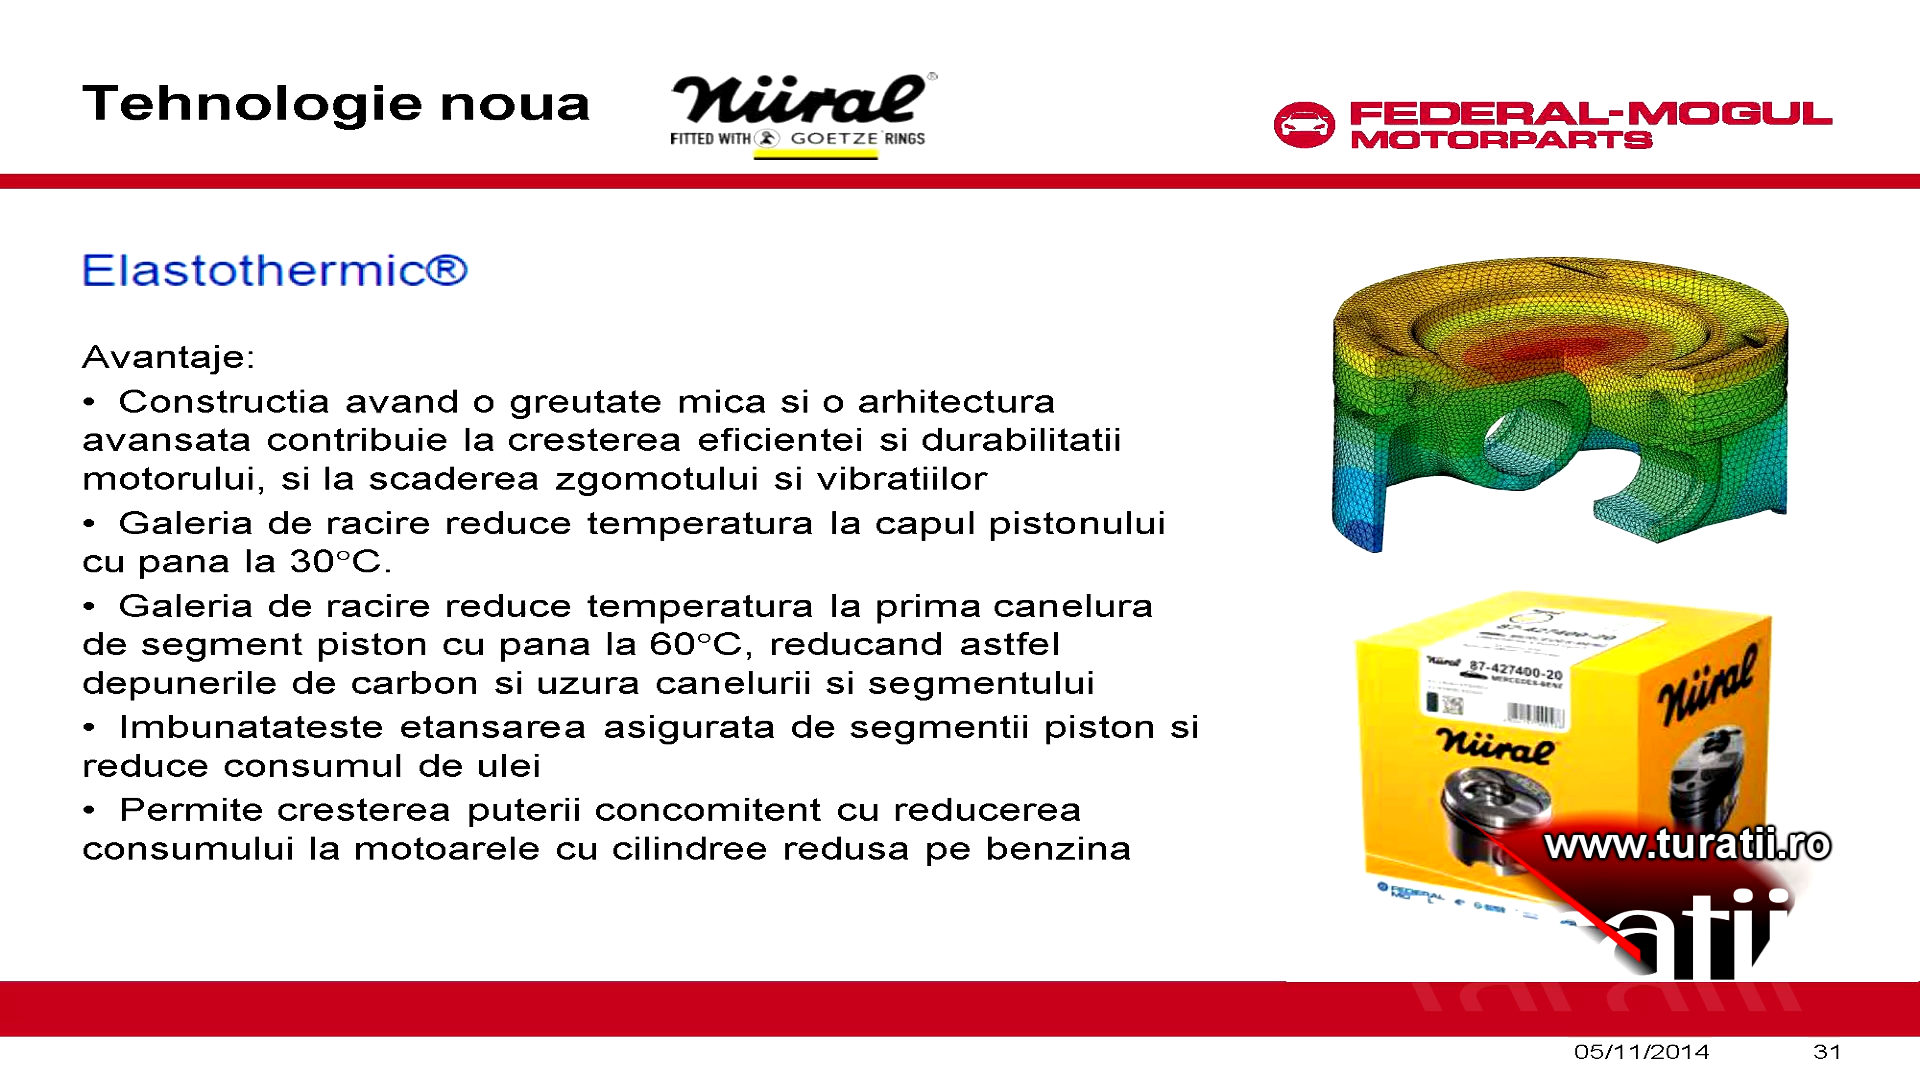 Tehnologie noua
Nüral®
FITTED WITH GOETZE RINGS
FEDERAL-MOGUL
MOTORPARTS
Elastothermic®
Avantaje:
• Constructia avand o greutate mica si o arhitectura
avansata contribuie la cresterea eficientei si durabilitatii
motorului, si la scaderea zgomotului si vibratiilor
• Galeria de racire reduce temperatura la capul pistonului
cu pana la 30°C.
• Galeria de racire reduce temperatura la prima canelura
de segment piston cu pana la 60°C, reducand astfel
depunerile de carbon si uzura canelurii si segmentului
• Imbunatateste etansarea asigurata de segmentii piston si
reduce consumul de ulei
• Permite cresterea puterii concomitent cu reducerea
consumului la motoarele cu cilindree redusa pe benzina
87-427400-20
Nüral 87-427400-20
MERCEDES-BENZ
Nüral
Nüral
FEDERAL
www.turatii.ro
ratii
05/11/2014 31